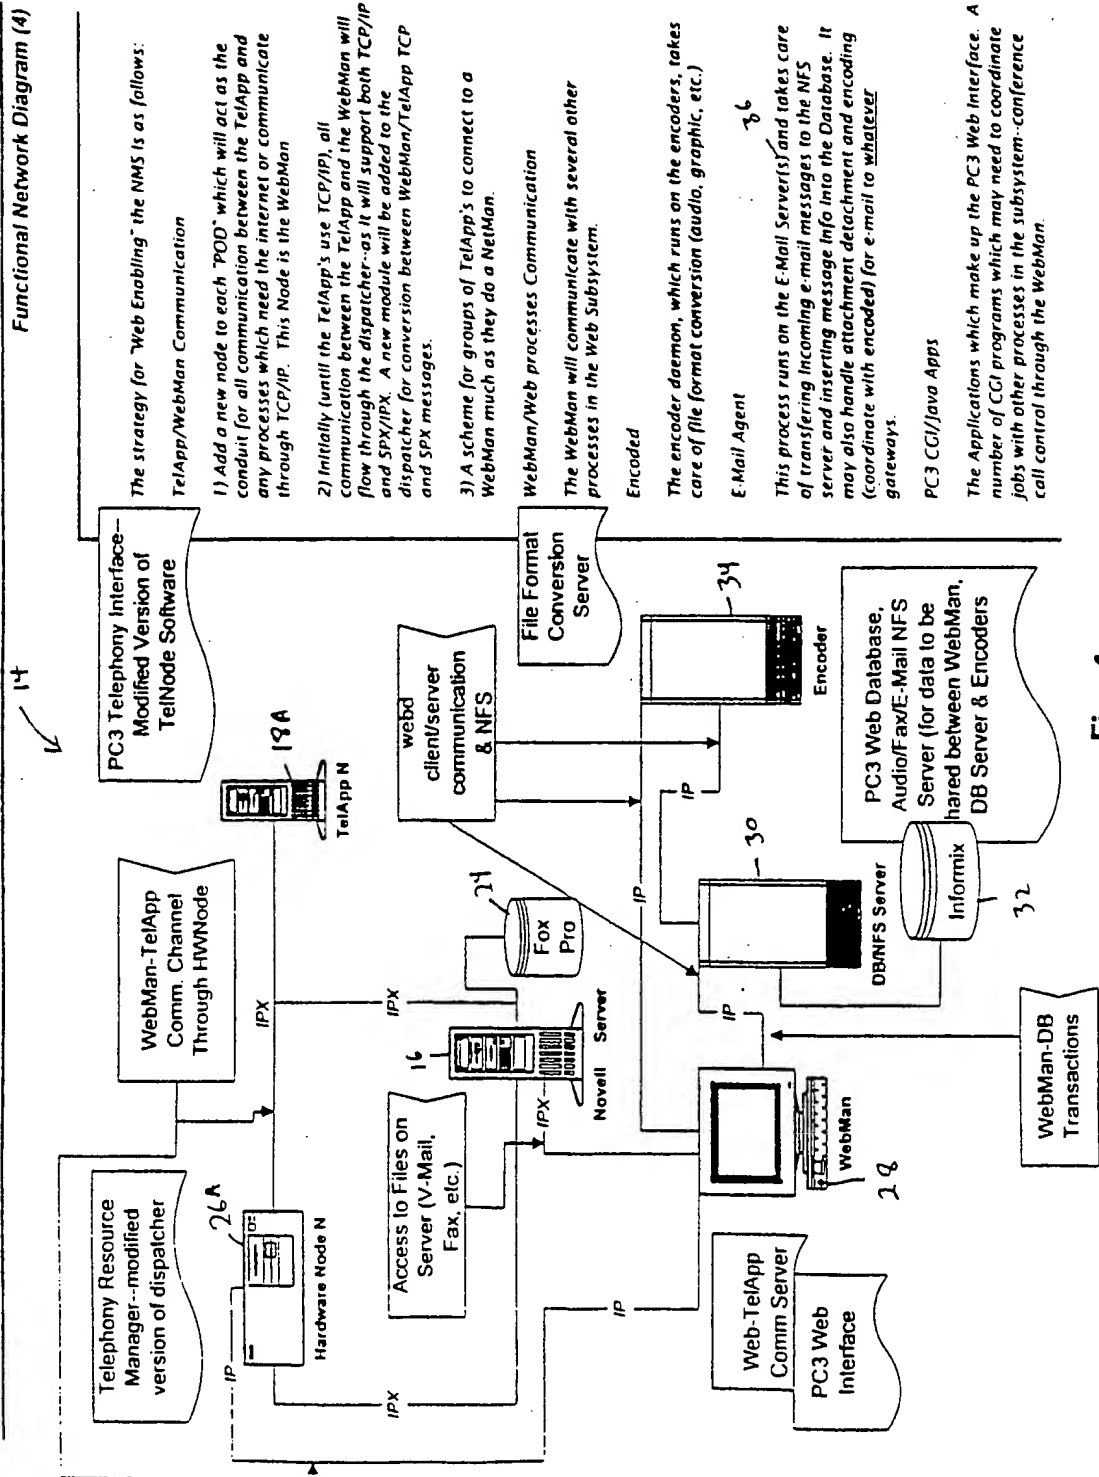 Functional Network Diagram (4)
14
The strategy for "Web Enabling" the NMS is as follows:
TelApp/WebMan Communication
1) Add a new node to each "POD" which will act as the
conduit for all communication between the TelApp and
any processes which need the internet or communicate
through TCP/IP. This Node is the WebMan
2) Initially (until the TelApp's use TCP/IP), all
communication between the TelApp and the WebMan will
flow through the dispatcher--as it will support both TCP/IP
and SPX/IPX. A new module will be added to the
dispatcher for conversion between WebMan/TelApp TCP
and SPX messages.
3) A scheme for groups of TelApp's to connect to a
WebMan much as they do a NetMan.
WebMan/Web processes Communication
The WebMan will communicate with several other
processes in the Web Subsystem.
Encoded
The encoder daemon, which runs on the encoders, takes
care of file format conversion (audio, graphic, etc.)
E-Mail Agent
36
This process runs on the E-Mail Server(s) and takes care
of transfering Incoming e-mail messages to the NFS
server and inserting message info Into the Database. It
may also handle attachment detachment and encoding
(coordinate with encoded) for e-mail to whatever
gateways.
PC3 CGI/Java Apps
The Applications which make up the PC3 Web Interface. A
number of CGI programs which may need to coordinate
jobs with other processes in the subsystem--conference
call control through the WebMan.
Telephony Resource
Manager--modified
version of dispatcher
WebMan-TelApp
Comm. Channel
Through HWNode
PC3 Telephony Interface--
Modified Version of
TelNode Software
IP
26A
Hardware Node N
IPX
18A
TelApp N
IPX
IPX
Access to Files on
Server (V-Mail,
Fax, etc.)
16
IPX
Novell Server
24
Fox
Pro
webd
client/server
communication
& NFS
File Format
Conversion
Server
IP
IP
IP
IP
34
Encoder
Web-TelApp
Comm Server
PC3 Web
Interface
WebMan
28
30
DB/NFS Server
Informix
32
PC3 Web Database,
Audio/Fax/E-Mail NFS
Server (for data to be
hared between WebMan,
DB Server & Encoders
WebMan-DB
Transactions